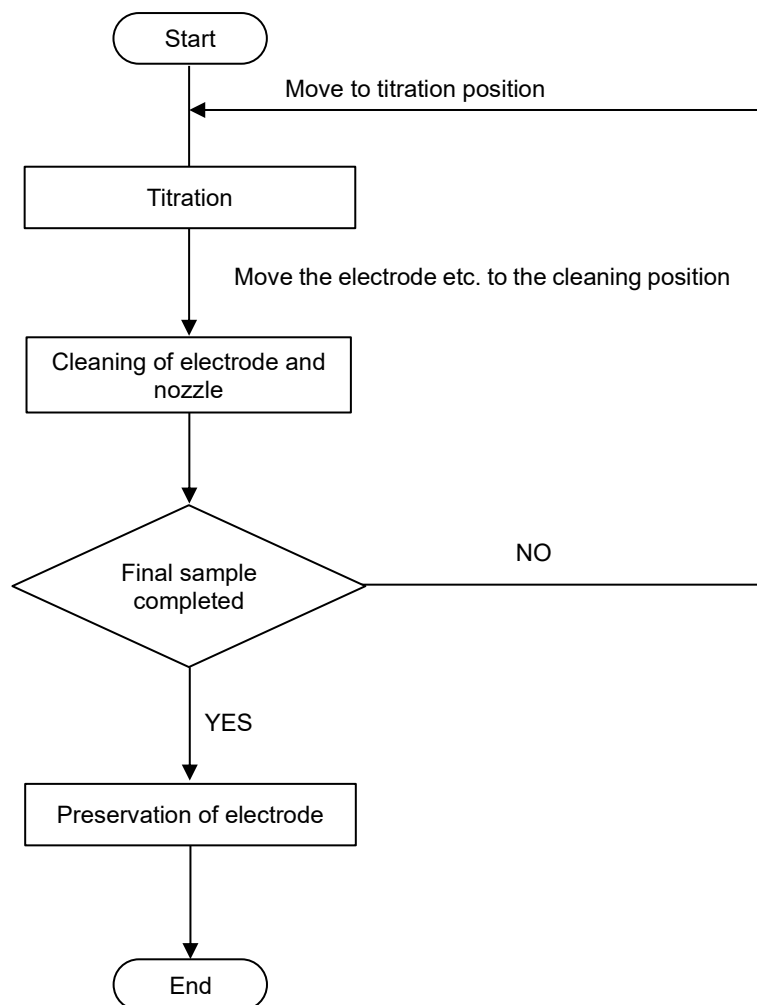 Start
Move to titration position
Titration
Move the electrode etc. to the cleaning position
Cleaning of electrode and
nozzle
Final sample
completed
NO
YES
Preservation of electrode
End